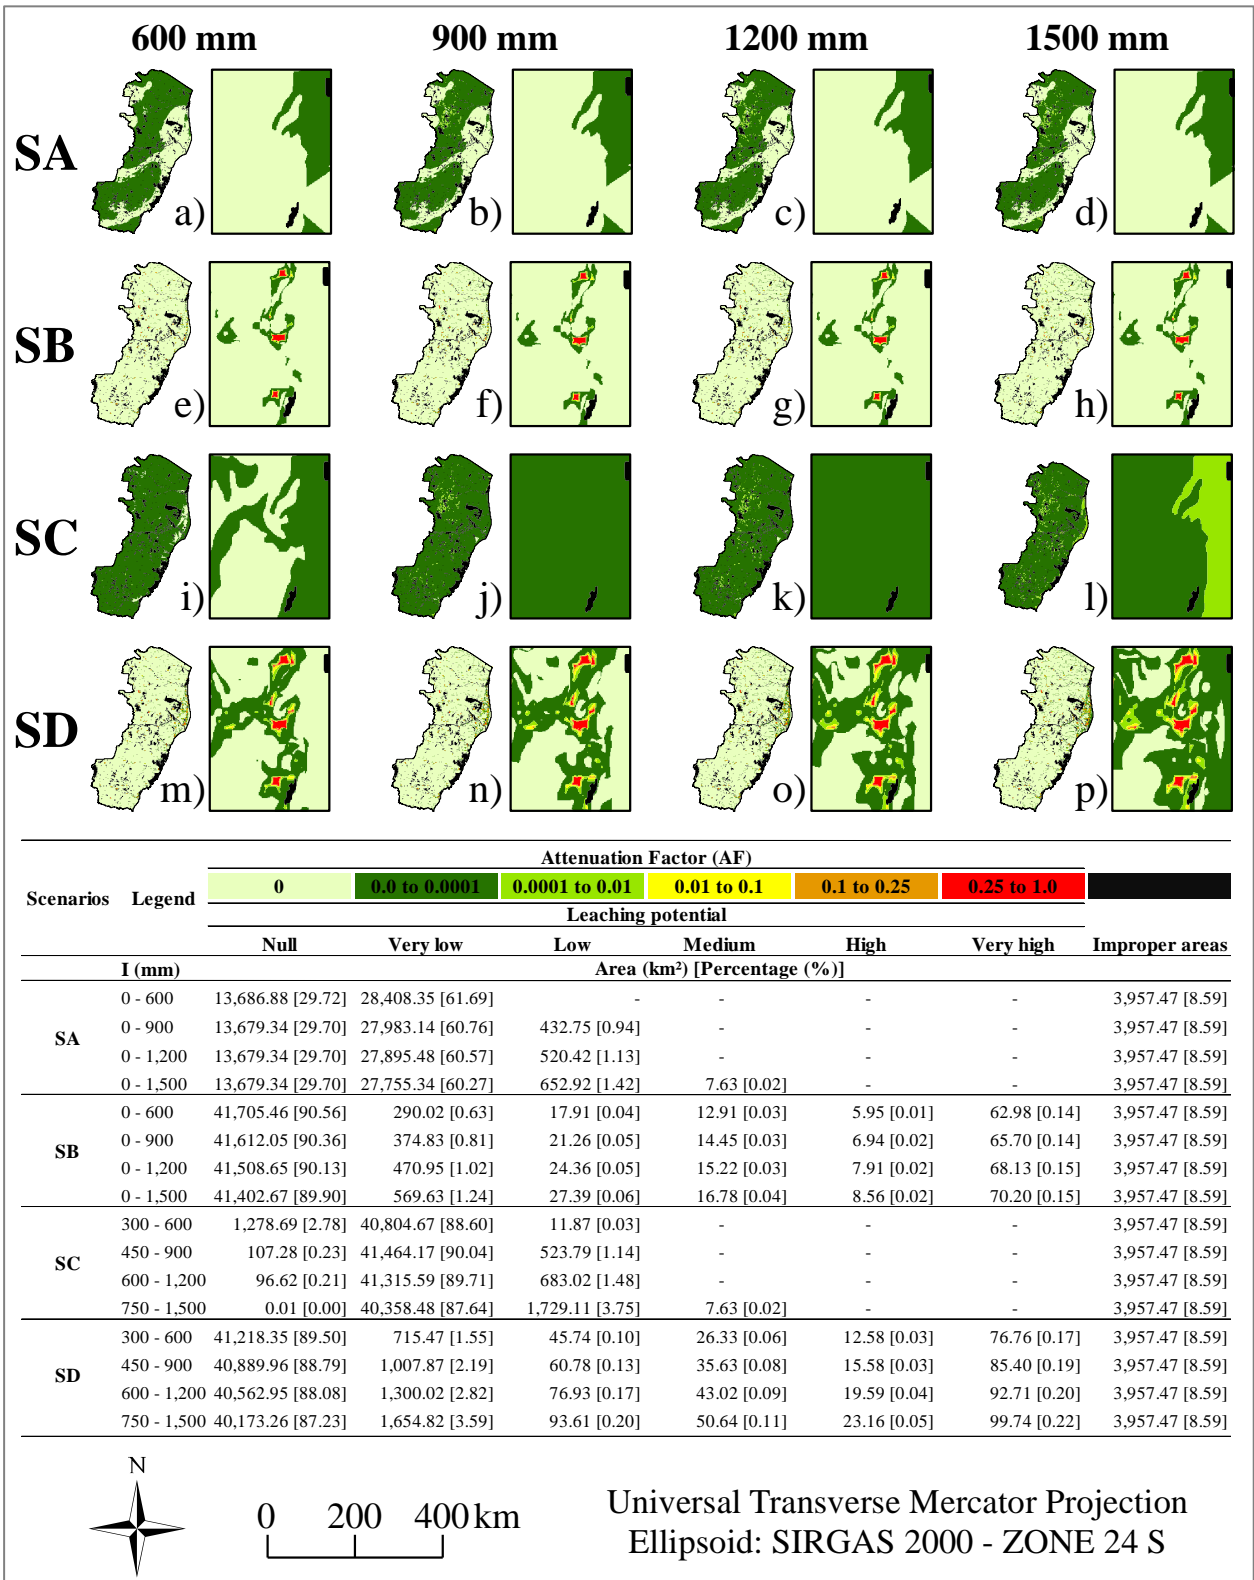 600 mm 900 mm 1200 mm 1500 mm
SA
a) b) c) d)
SB
e) f) g) h)
SC
i) j) k) l)
SD
m) n) o) p)
Attenuation Factor (AF)
Scenarios Legend 0 0.0 to 0.0001 0.0001 to 0.01 0.01 to 0.1 0.1 to 0.25 0.25 to 1.0
Leaching potential
Null Very low Low Medium High Very high Improper areas
I (mm) Area (km²) [Percentage (%)]
SA
0 - 600 13,686.88 [29.72] 28,408.35 [61.69] - - - - 3,957.47 [8.59]
0 - 900 13,679.34 [29.70] 27,983.14 [60.76] 432.75 [0.94] - - - 3,957.47 [8.59]
0 - 1,200 13,679.34 [29.70] 27,895.48 [60.57] 520.42 [1.13] - - - 3,957.47 [8.59]
0 - 1,500 13,679.34 [29.70] 27,755.34 [60.27] 652.92 [1.42] 7.63 [0.02] - - 3,957.47 [8.59]
SB
0 - 600 41,705.46 [90.56] 290.02 [0.63] 17.91 [0.04] 12.91 [0.03] 5.95 [0.01] 62.98 [0.14] 3,957.47 [8.59]
0 - 900 41,612.05 [90.36] 374.83 [0.81] 21.26 [0.05] 14.45 [0.03] 6.94 [0.02] 65.70 [0.14] 3,957.47 [8.59]
0 - 1,200 41,508.65 [90.13] 470.95 [1.02] 24.36 [0.05] 15.22 [0.03] 7.91 [0.02] 68.13 [0.15] 3,957.47 [8.59]
0 - 1,500 41,402.67 [89.90] 569.63 [1.24] 27.39 [0.06] 16.78 [0.04] 8.56 [0.02] 70.20 [0.15] 3,957.47 [8.59]
SC
300 - 600 1,278.69 [2.78] 40,804.67 [88.60] 11.87 [0.03] - - - 3,957.47 [8.59]
450 - 900 107.28 [0.23] 41,464.17 [90.04] 523.79 [1.14] - - - 3,957.47 [8.59]
600 - 1,200 96.62 [0.21] 41,315.59 [89.71] 683.02 [1.48] - - - 3,957.47 [8.59]
750 - 1,500 0.01 [0.00] 40,358.48 [87.64] 1,729.11 [3.75] 7.63 [0.02] - - 3,957.47 [8.59]
SD
300 - 600 41,218.35 [89.50] 715.47 [1.55] 45.74 [0.10] 26.33 [0.06] 12.58 [0.03] 76.76 [0.17] 3,957.47 [8.59]
450 - 900 40,889.96 [88.79] 1,007.87 [2.19] 60.78 [0.13] 35.63 [0.08] 15.58 [0.03] 85.40 [0.19] 3,957.47 [8.59]
600 - 1,200 40,562.95 [88.08] 1,300.02 [2.82] 76.93 [0.17] 43.02 [0.09] 19.59 [0.04] 92.71 [0.20] 3,957.47 [8.59]
750 - 1,500 40,173.26 [87.23] 1,654.82 [3.59] 93.61 [0.20] 50.64 [0.11] 23.16 [0.05] 99.74 [0.22] 3,957.47 [8.59]
N
0 200 400 km
Universal Transverse Mercator Projection
Ellipsoid: SIRGAS 2000 - ZONE 24 S